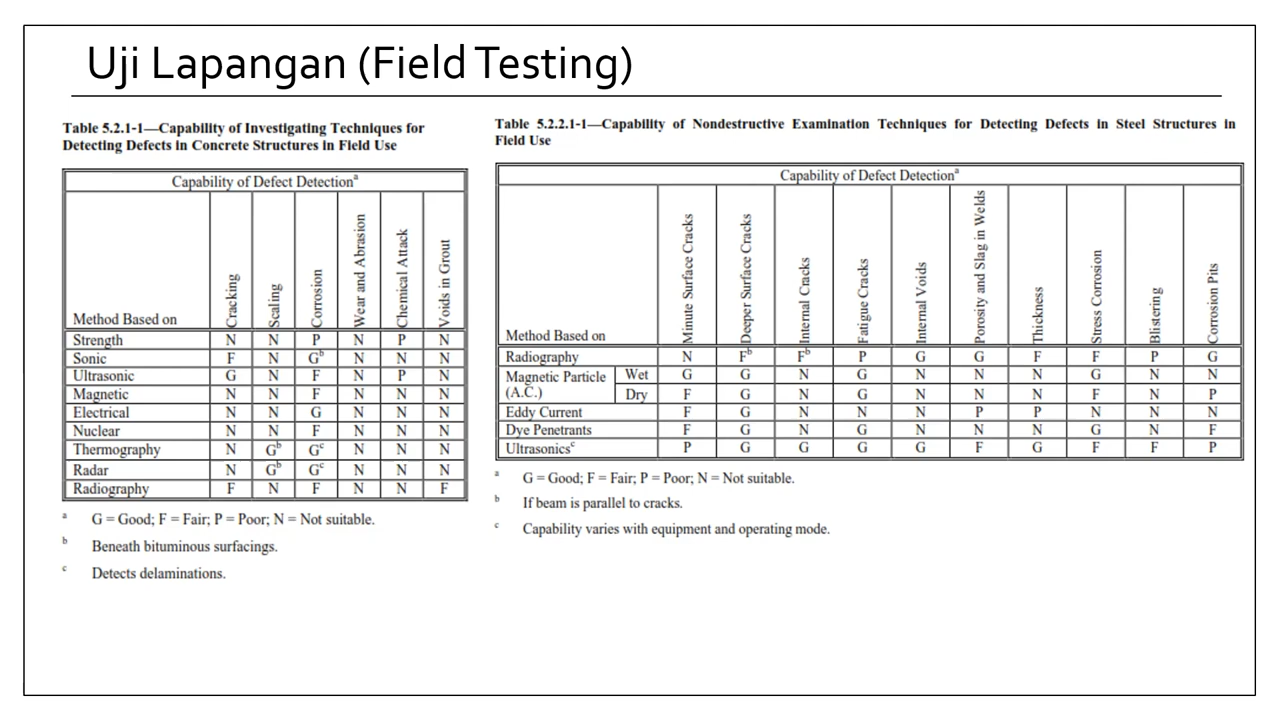 Uji Lapangan (Field Testing)
Table 5.2.1-1—Capability of Investigating Techniques for
Detecting Defects in Concrete Structures in Field Use
Capability of Defect Detectionᵃ
Method Based on Cracking Scaling Corrosion Wear and Abrasion Chemical Attack Voids in Grout
Strength N N P N P N
Sonic F N Gᵇ N N N
Ultrasonic G N F N P N
Magnetic N N F N N N
Electrical N N G N N N
Nuclear N N F N N N
Thermography N Gᵇ Gᶜ N N N
Radar N Gᵇ Gᶜ N N N
Radiography F N F N N F
ᵃ G = Good; F = Fair; P = Poor; N = Not suitable.
ᵇ Beneath bituminous surfacings.
ᶜ Detects delaminations.
Table 5.2.2.1-1—Capability of Nondestructive Examination Techniques for Detecting Defects in Steel Structures in
Field Use
Capability of Defect Detectionᵃ
Method Based on Minute Surface Cracks Deeper Surface Cracks Internal Cracks Fatigue Cracks Internal Voids Porosity and Slag in Welds Thickness Stress Corrosion Blistering Corrosion Pits
Radiography N Fᵇ Fᵇ P G G F F P G
Magnetic Particle Wet G G N G N N N G N N
(A.C.) Dry F G N G N N N F N P
Eddy Current F G N N N P P N N N
Dye Penetrants F G N G N N N G N F
Ultrasonicsᶜ P G G G G F G F F P
ᵃ G = Good; F = Fair; P = Poor; N = Not suitable.
ᵇ If beam is parallel to cracks.
ᶜ Capability varies with equipment and operating mode.